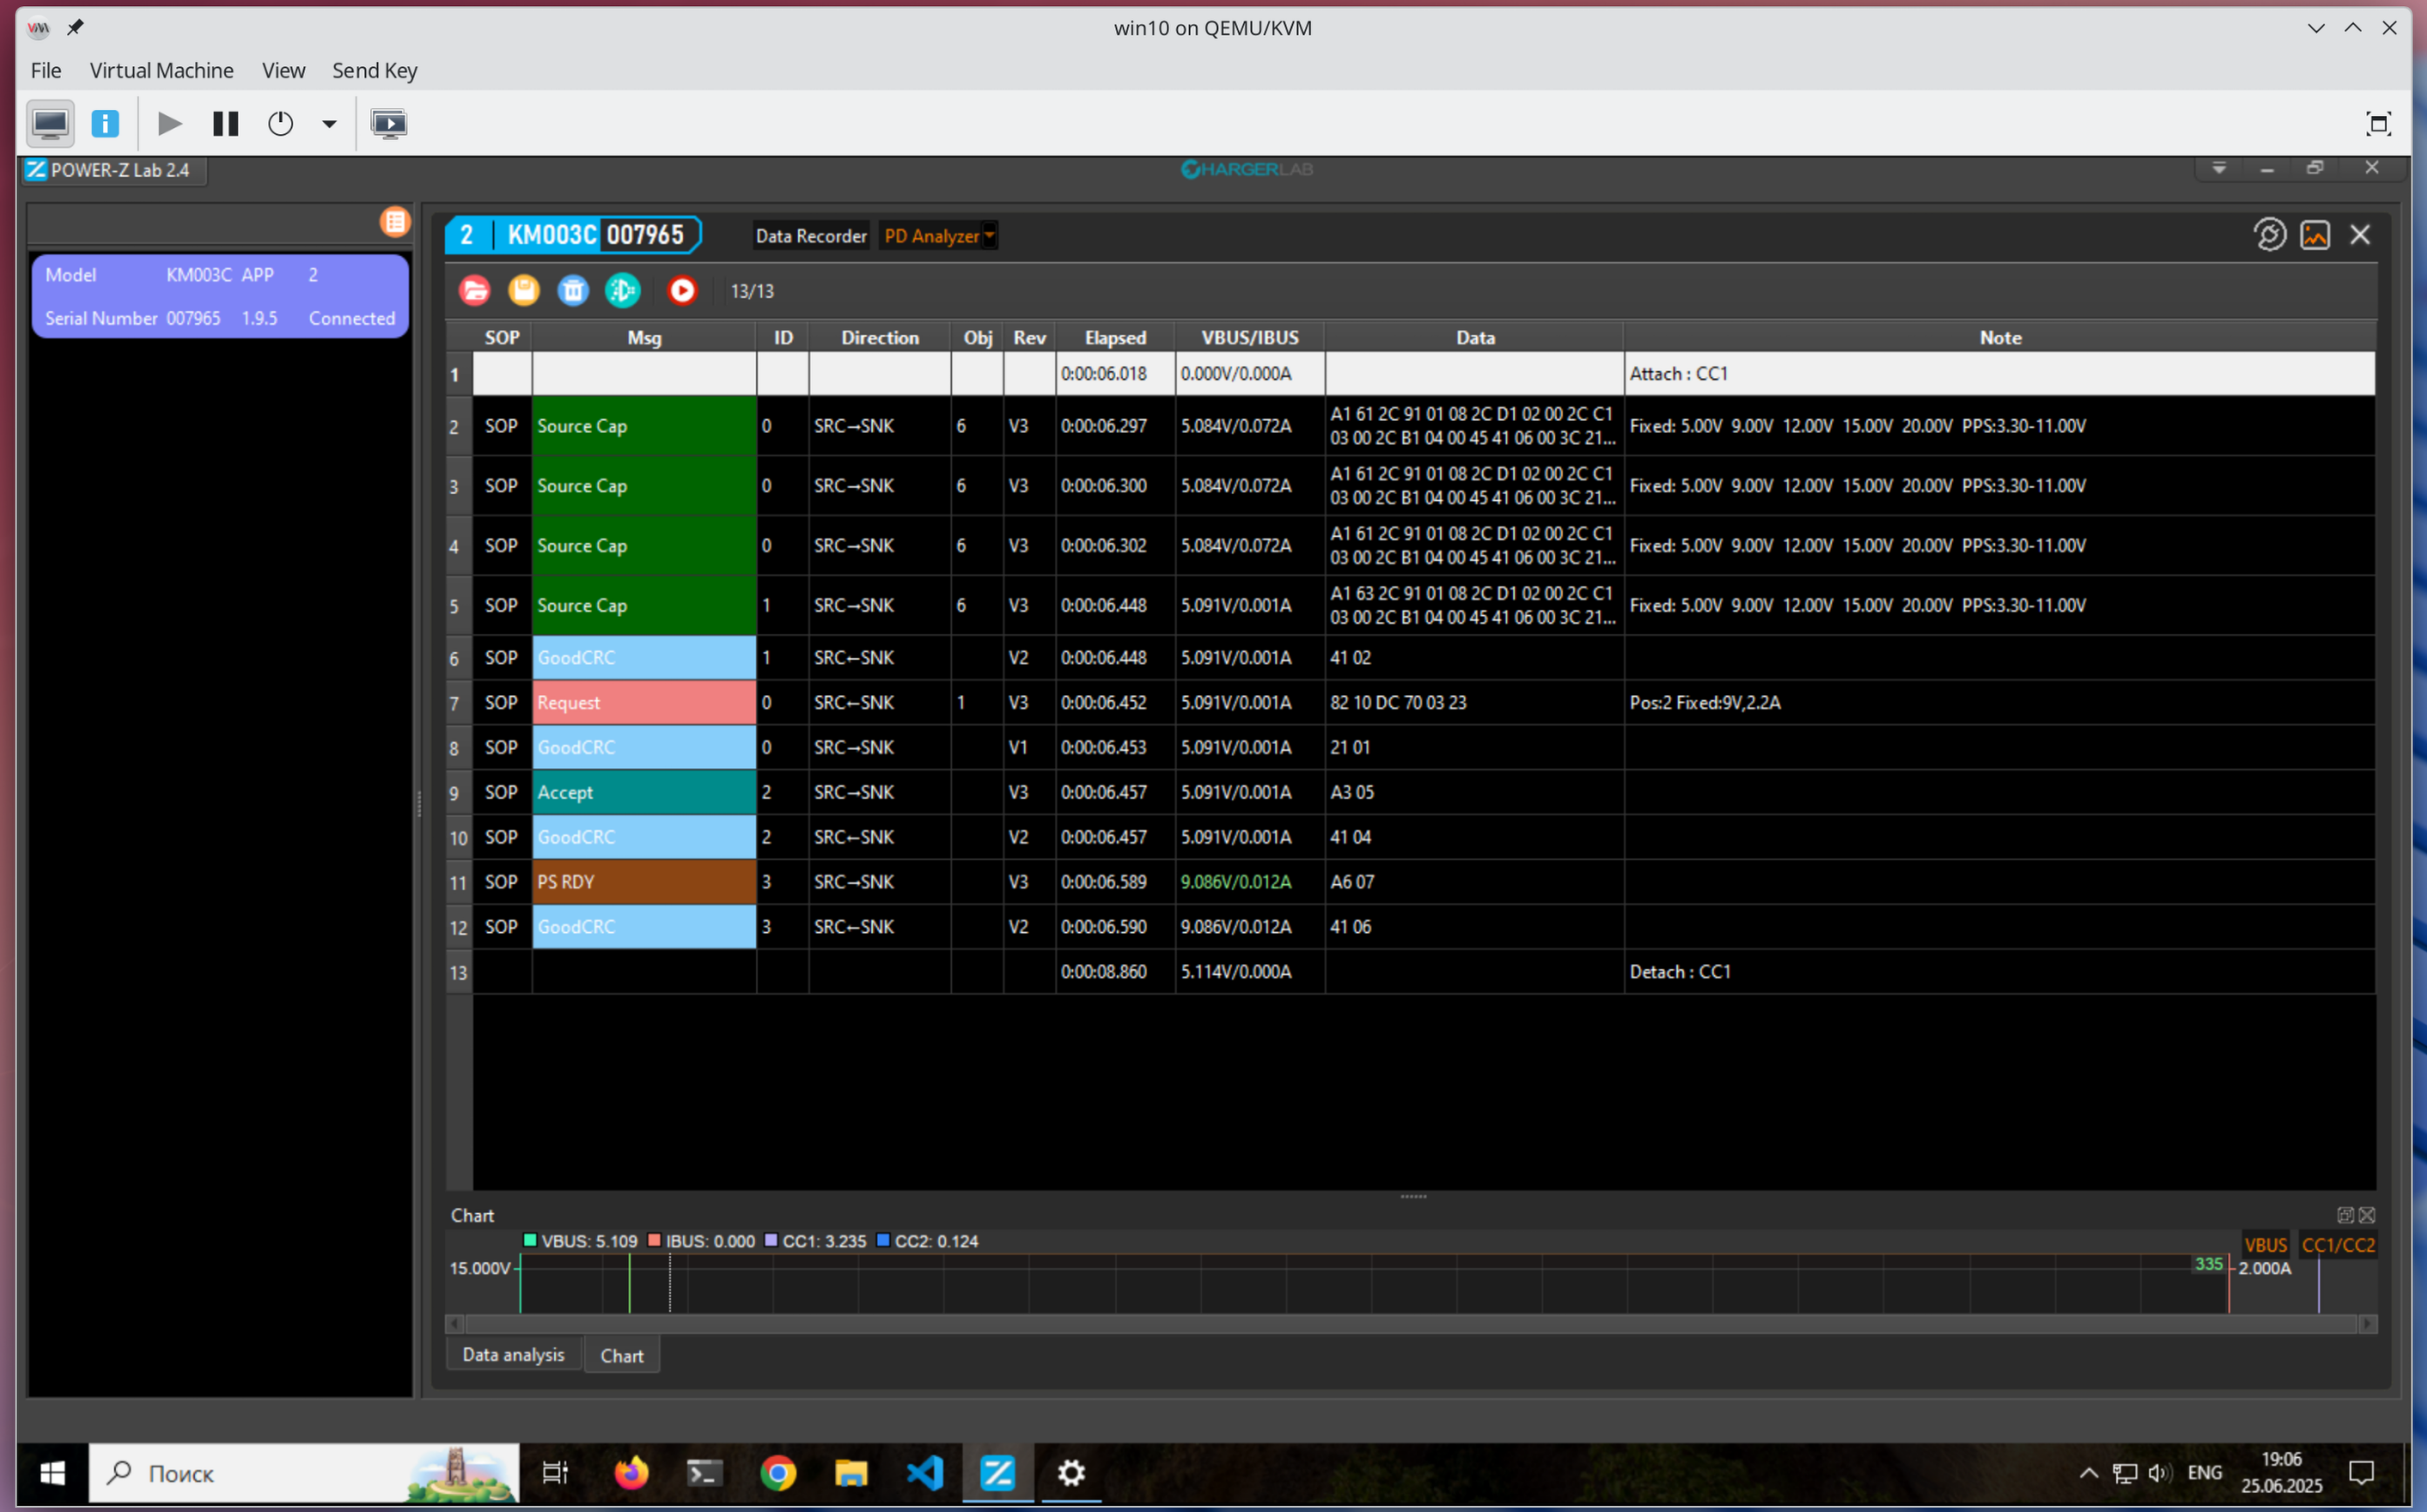 win10 on QEMU/KVM
File Virtual Machine View Send Key
POWER-Z Lab 2.4
CHARGERLAB
2 KM003C 007965 Data Recorder PD Analyzer
Model KM003C APP 2
Serial Number 007965 1.9.5 Connected
13/13
SOP Msg ID Direction Obj Rev Elapsed VBUS/IBUS Data Note
1 0:00:06.018 0.000V/0.000A Attach : CC1
2 SOP Source Cap 0 SRC→SNK 6 V3 0:00:06.297 5.084V/0.072A A1 61 2C 91 01 08 2C D1 02 00 2C C1 Fixed: 5.00V 9.00V 12.00V 15.00V 20.00V PPS:3.30-11.00V
03 00 2C B1 04 00 45 41 06 00 3C 21...
3 SOP Source Cap 0 SRC→SNK 6 V3 0:00:06.300 5.084V/0.072A A1 61 2C 91 01 08 2C D1 02 00 2C C1 Fixed: 5.00V 9.00V 12.00V 15.00V 20.00V PPS:3.30-11.00V
03 00 2C B1 04 00 45 41 06 00 3C 21...
4 SOP Source Cap 0 SRC→SNK 6 V3 0:00:06.302 5.084V/0.072A A1 61 2C 91 01 08 2C D1 02 00 2C C1 Fixed: 5.00V 9.00V 12.00V 15.00V 20.00V PPS:3.30-11.00V
03 00 2C B1 04 00 45 41 06 00 3C 21...
5 SOP Source Cap 1 SRC→SNK 6 V3 0:00:06.448 5.091V/0.001A A1 63 2C 91 01 08 2C D1 02 00 2C C1 Fixed: 5.00V 9.00V 12.00V 15.00V 20.00V PPS:3.30-11.00V
03 00 2C B1 04 00 45 41 06 00 3C 21...
6 SOP GoodCRC 1 SRC←SNK V2 0:00:06.448 5.091V/0.001A 41 02
7 SOP Request 0 SRC←SNK 1 V3 0:00:06.452 5.091V/0.001A 82 10 DC 70 03 23 Pos:2 Fixed:9V,2.2A
8 SOP GoodCRC 0 SRC→SNK V1 0:00:06.453 5.091V/0.001A 21 01
9 SOP Accept 2 SRC→SNK V3 0:00:06.457 5.091V/0.001A A3 05
10 SOP GoodCRC 2 SRC←SNK V2 0:00:06.457 5.091V/0.001A 41 04
11 SOP PS RDY 3 SRC→SNK V3 0:00:06.589 9.086V/0.012A A6 07
12 SOP GoodCRC 3 SRC←SNK V2 0:00:06.590 9.086V/0.012A 41 06
13 0:00:08.860 5.114V/0.000A Detach : CC1
Chart
VBUS: 5.109 IBUS: 0.000 CC1: 3.235 CC2: 0.124 VBUS CC1/CC2
15.000V 335 2.000A
Data analysis Chart
Поиск ENG 19:06
25.06.2025